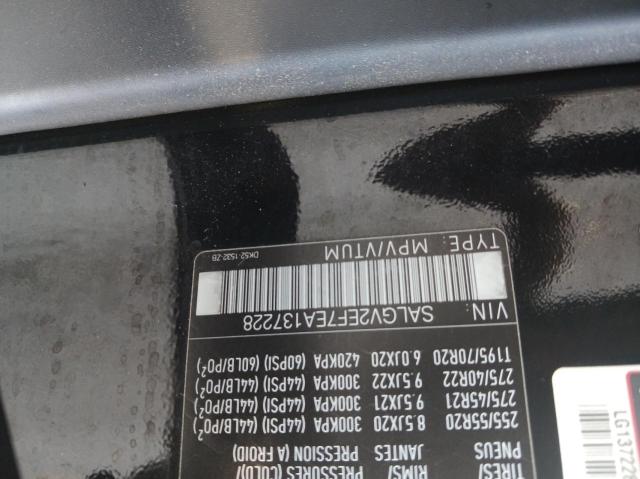 TIRES/ RIMS/ PRESSURES (COLD)/
PNEUS JANTES PRESSION (A FROID)
255/55R20 8.5JX20 300KPA (44PSI) (44LB/PO²)
275/45R21 9.5JX21 300KPA (44PSI) (44LB/PO²)
275/40R22 9.5JX22 300KPA (44PSI) (44LB/PO²)
T195/70R20 6.0JX20 420KPA (60PSI) (60LB/PO²)
VIN: SALGV2EF7EA137228
TYPE: MPV/VTUM
DK52-1532-ZB
LG137228